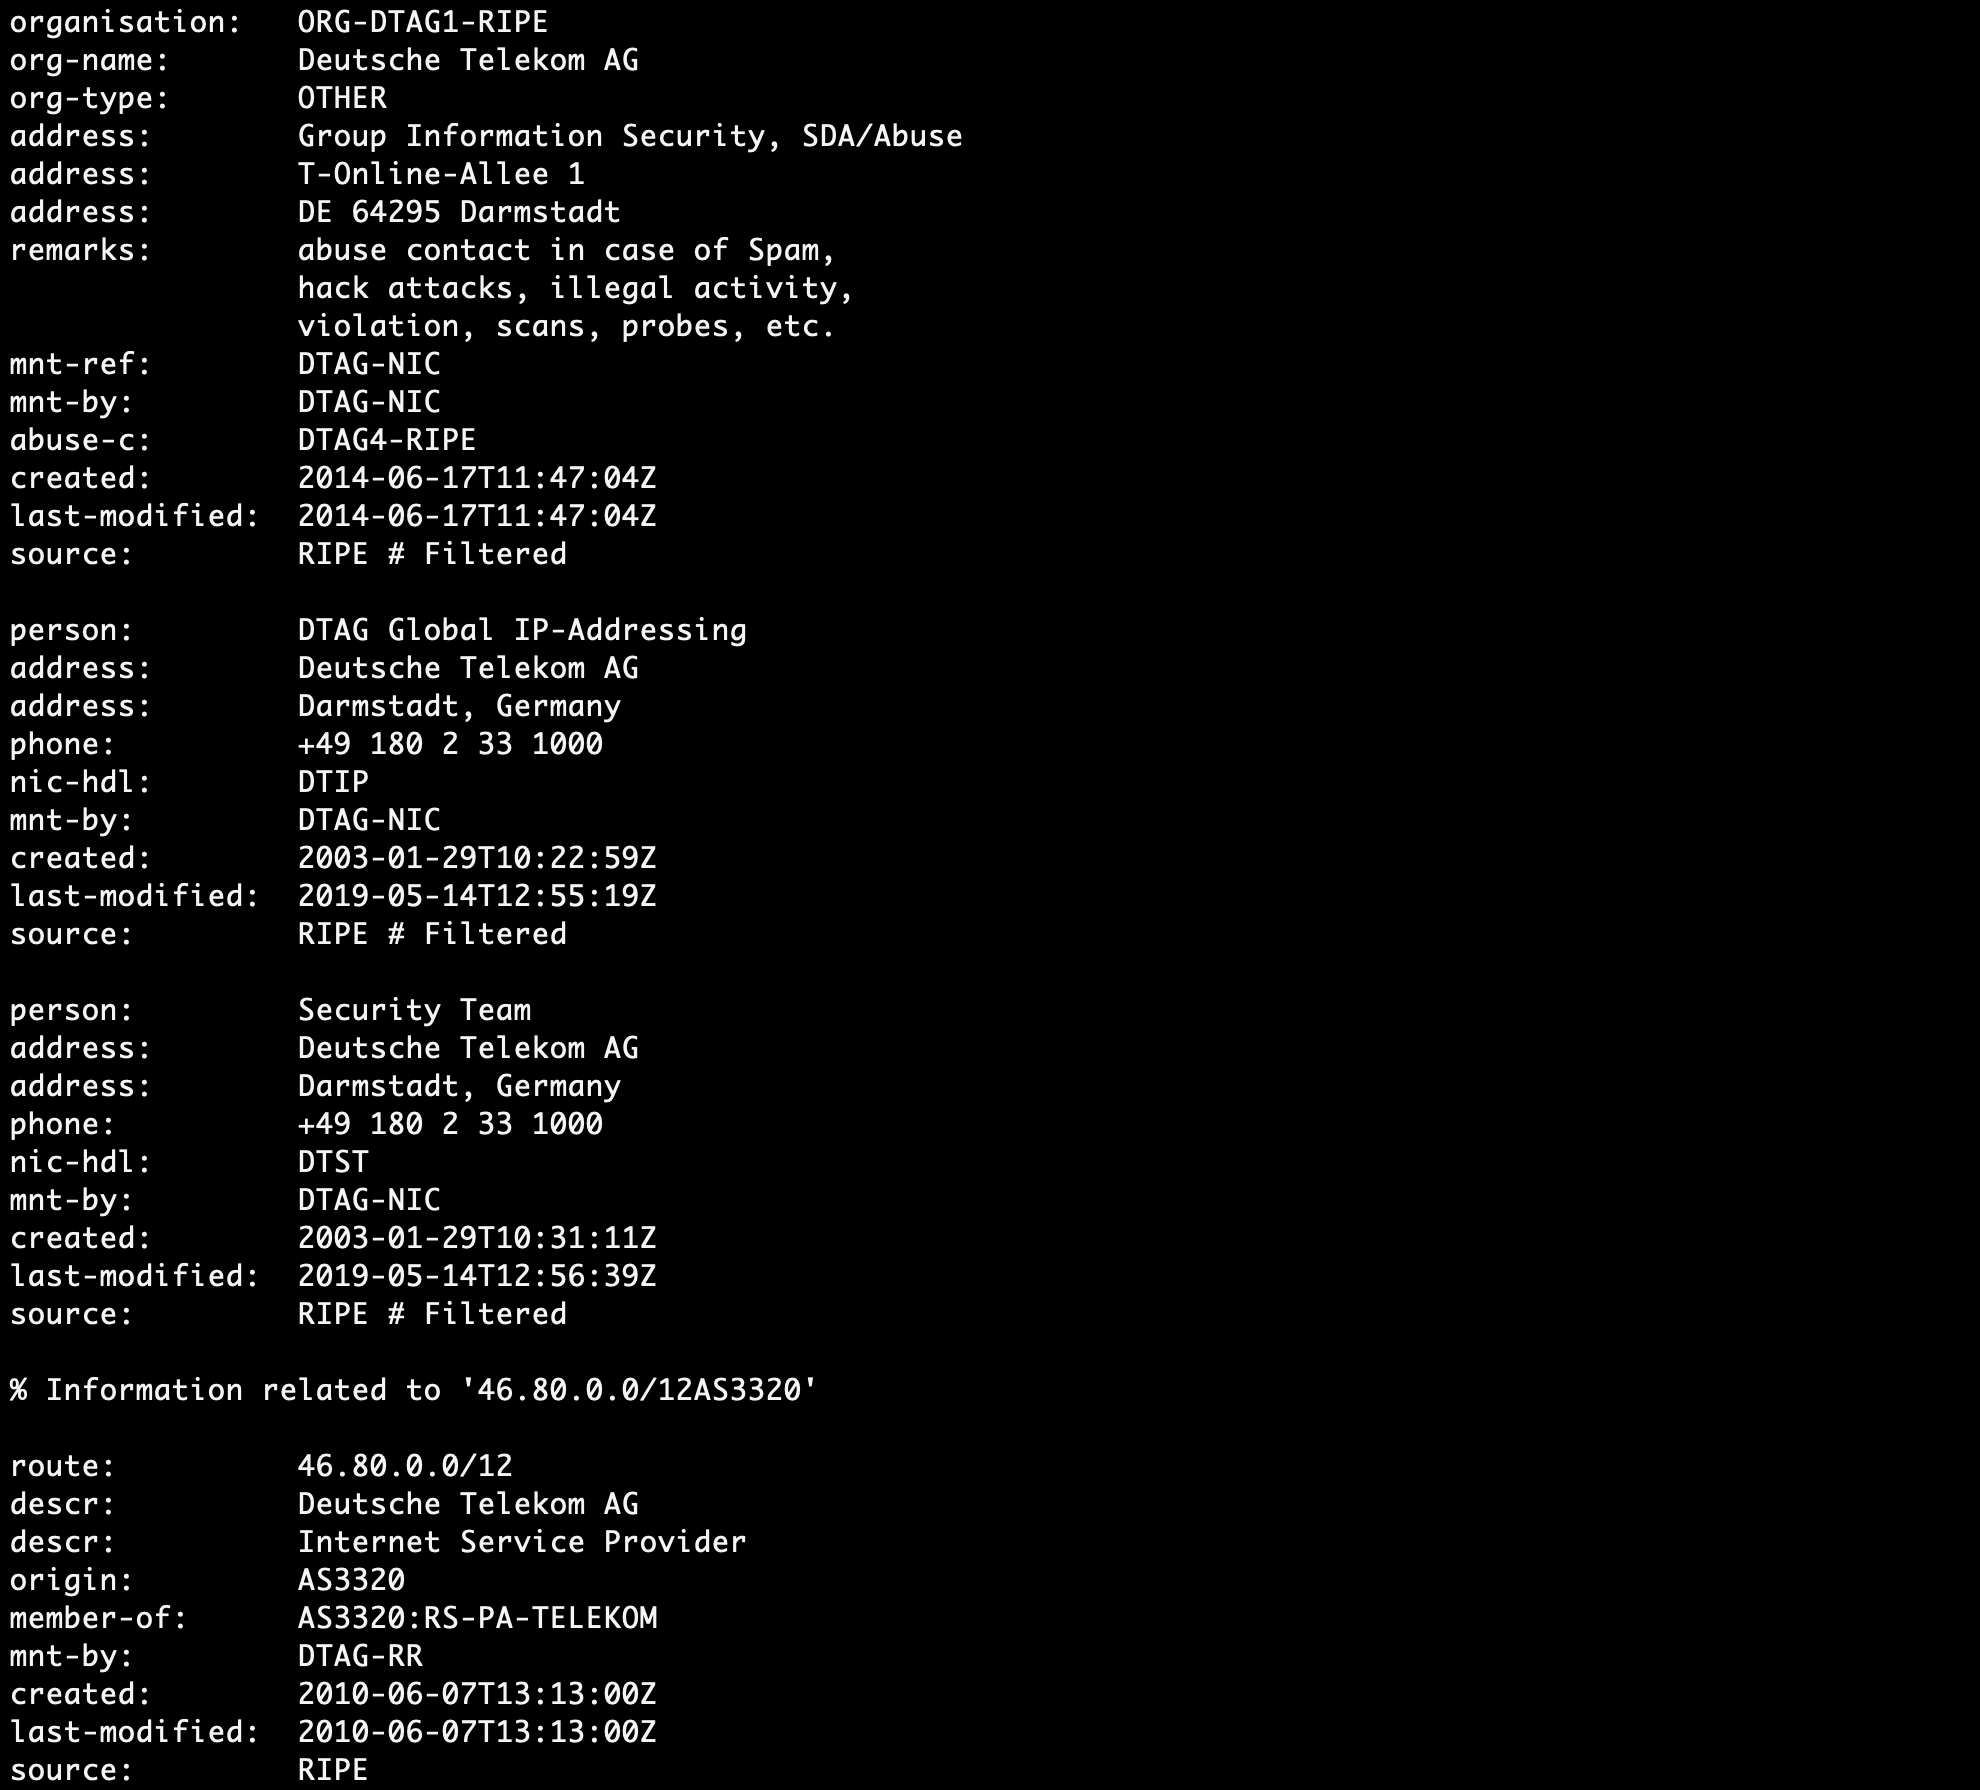 organisation:   ORG-DTAG1-RIPE
org-name:       Deutsche Telekom AG
org-type:       OTHER
address:        Group Information Security, SDA/Abuse
address:        T-Online-Allee 1
address:        DE 64295 Darmstadt
remarks:        abuse contact in case of Spam,
                hack attacks, illegal activity,
                violation, scans, probes, etc.
mnt-ref:        DTAG-NIC
mnt-by:         DTAG-NIC
abuse-c:        DTAG4-RIPE
created:        2014-06-17T11:47:04Z
last-modified:  2014-06-17T11:47:04Z
source:         RIPE # Filtered

person:         DTAG Global IP-Addressing
address:        Deutsche Telekom AG
address:        Darmstadt, Germany
phone:          +49 180 2 33 1000
nic-hdl:        DTIP
mnt-by:         DTAG-NIC
created:        2003-01-29T10:22:59Z
last-modified:  2019-05-14T12:55:19Z
source:         RIPE # Filtered

person:         Security Team
address:        Deutsche Telekom AG
address:        Darmstadt, Germany
phone:          +49 180 2 33 1000
nic-hdl:        DTST
mnt-by:         DTAG-NIC
created:        2003-01-29T10:31:11Z
last-modified:  2019-05-14T12:56:39Z
source:         RIPE # Filtered

% Information related to '46.80.0.0/12AS3320'

route:          46.80.0.0/12
descr:          Deutsche Telekom AG
descr:          Internet Service Provider
origin:         AS3320
member-of:      AS3320:RS-PA-TELEKOM
mnt-by:         DTAG-RR
created:        2010-06-07T13:13:00Z
last-modified:  2010-06-07T13:13:00Z
source:         RIPE